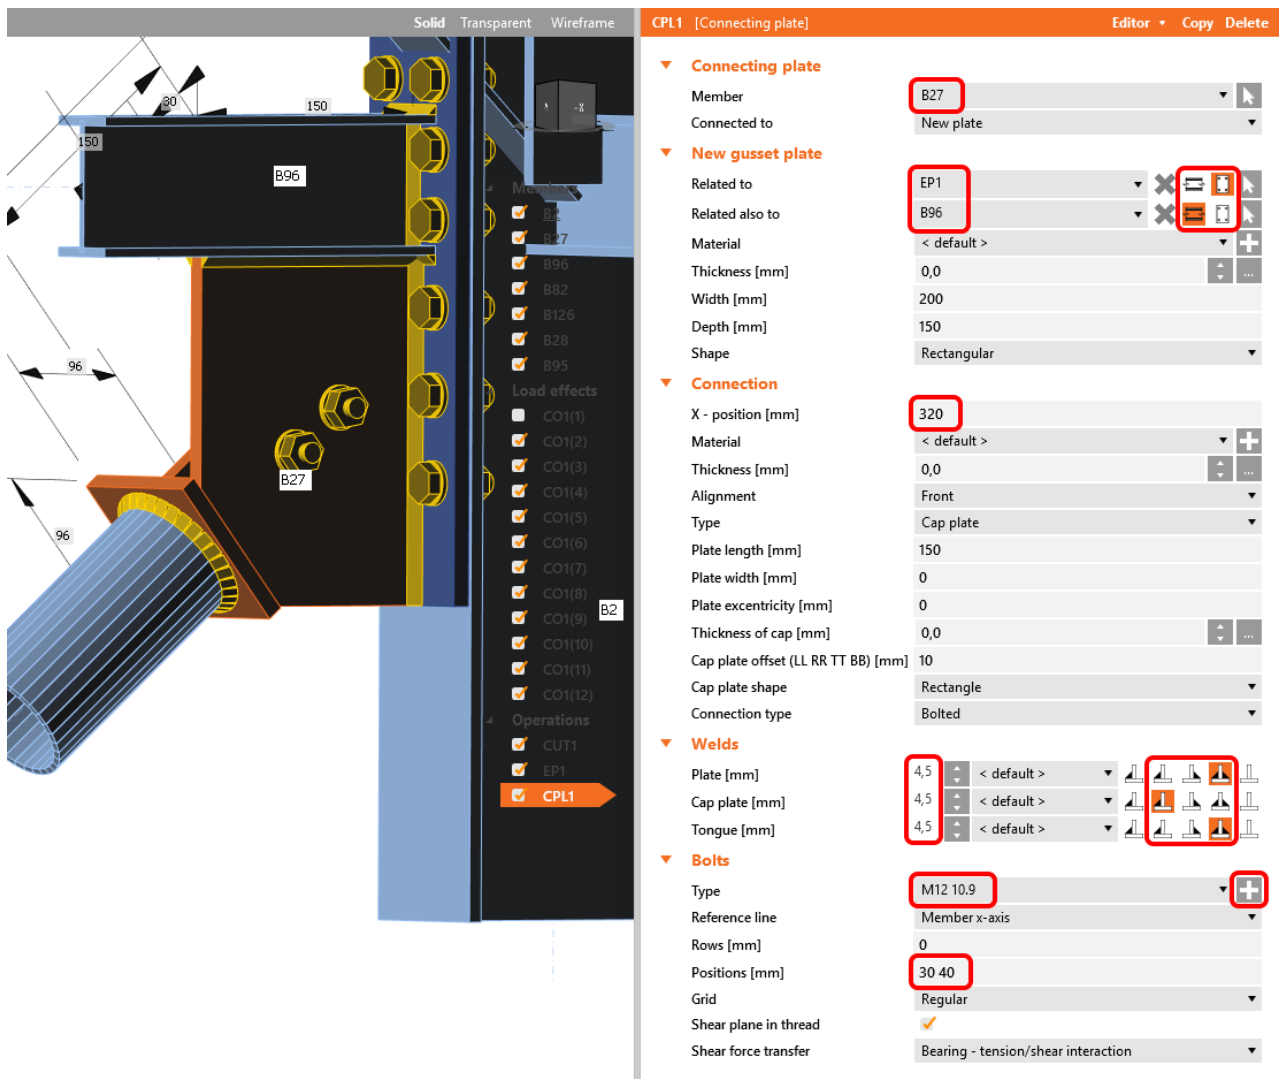 Solid Transparent Wireframe
30
150
150
B96
-X
Members
B2
B27
B96
B82
B126
B28
B95
Load effects
CO1(1)
CO1(2)
CO1(3)
CO1(4)
CO1(5)
CO1(6)
CO1(7)
CO1(8)
CO1(9)
CO1(10)
CO1(11)
CO1(12)
Operations
CUT1
EP1
CPL1
96
B27
96
B2
CPL1 [Connecting plate] Editor Copy Delete
Connecting plate
Member B27
Connected to New plate
New gusset plate
Related to EP1
Related also to B96
Material < default >
Thickness [mm] 0,0 ...
Width [mm] 200
Depth [mm] 150
Shape Rectangular
Connection
X - position [mm] 320
Material < default >
Thickness [mm] 0,0 ...
Alignment Front
Type Cap plate
Plate length [mm] 150
Plate width [mm] 0
Plate excentricity [mm] 0
Thickness of cap [mm] 0,0 ...
Cap plate offset (LL RR TT BB) [mm] 10
Cap plate shape Rectangle
Connection type Bolted
Welds
Plate [mm] 4,5 < default >
Cap plate [mm] 4,5 < default >
Tongue [mm] 4,5 < default >
Bolts
Type M12 10.9
Reference line Member x-axis
Rows [mm] 0
Positions [mm] 30 40
Grid Regular
Shear plane in thread
Shear force transfer Bearing - tension/shear interaction